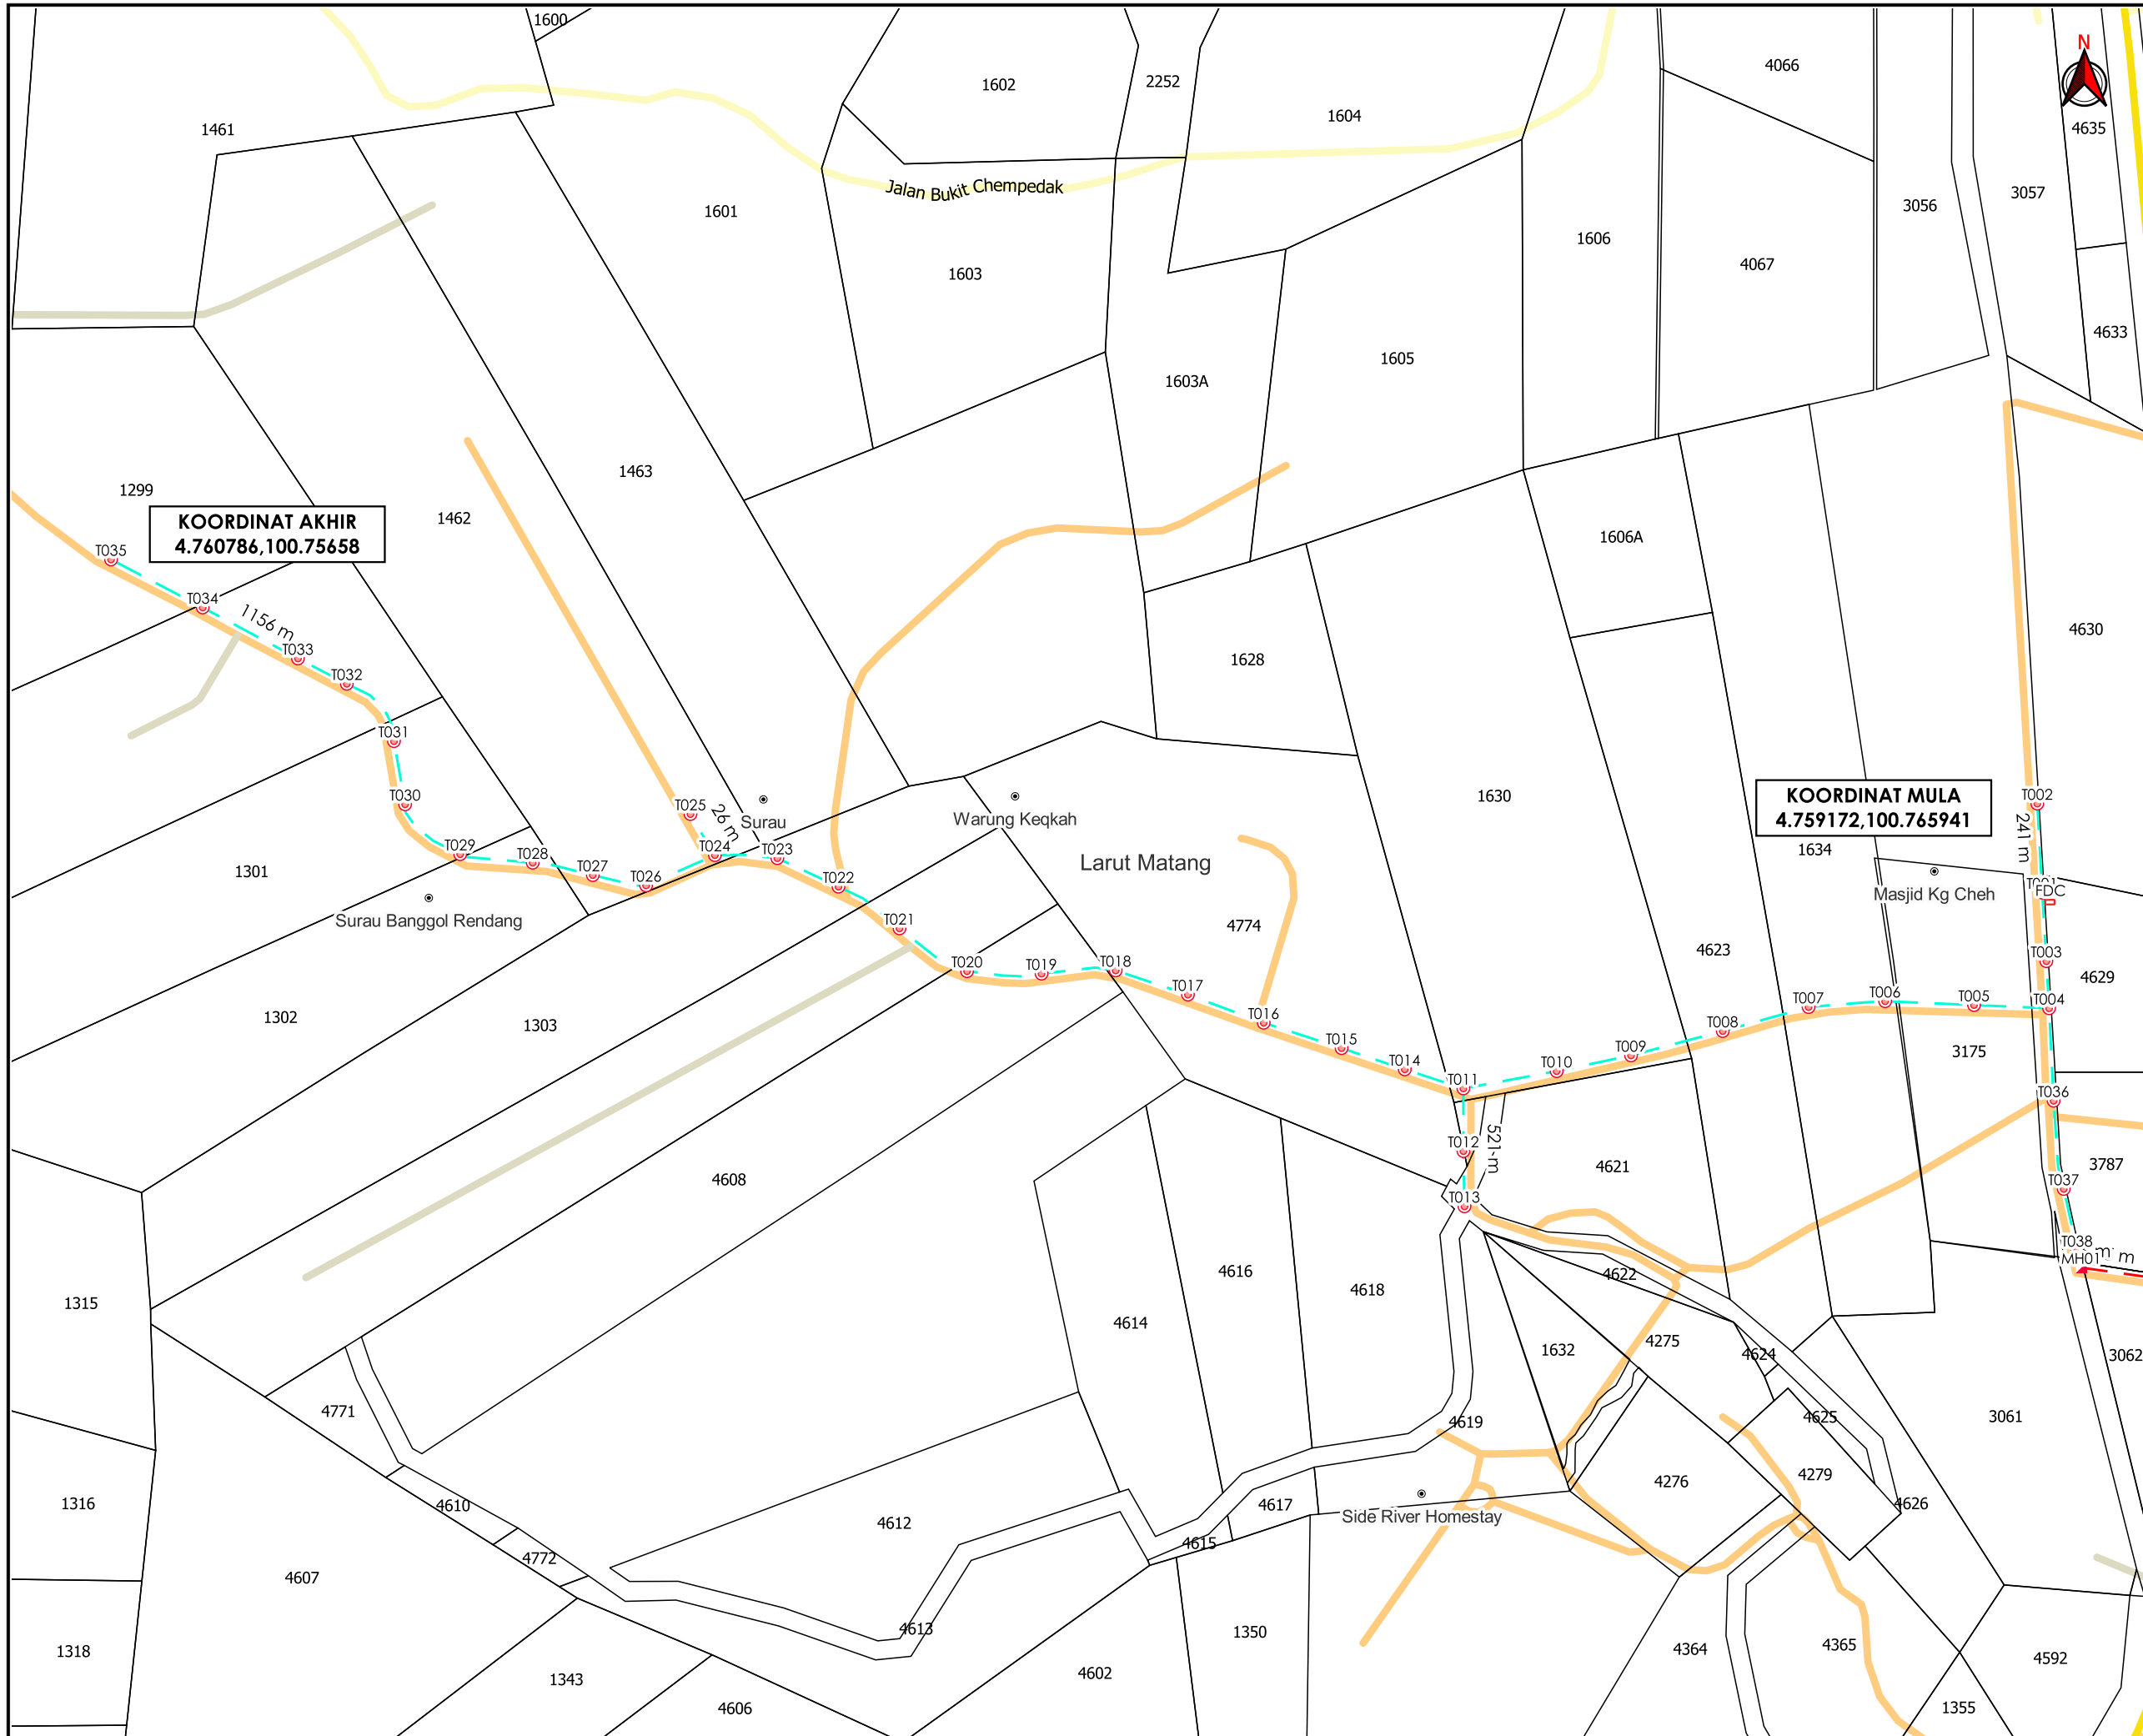 1600
N
1602
2252
4066
1604
4635
1461
Jalan Bukit Chempedak
3057
3056
1601
1606
4067
1603
4633
1605
1603A
1463
1299
1462
KOORDINAT AKHIR
4.760786,100.75658
1606A
T035
T034
1156 m
4630
T033
1628
T032
T031
KOORDINAT MULA
4.759172,100.765941
1630
T002
T030
T025
26 m
Surau
Warung Keqkah
241 m
1634
T024
T023
T029
T028
Larut Matang
T027
1301
T026
T022
T001
FDC
Masjid Kg Cheh
Surau Banggol Rendang
T021
4774
4623
T003
T020
T019
T018
4629
T017
T006
T004
T005
T007
1302
T016
1303
T008
T015
3175
T009
T014
T010
T011
T036
521 m
T012
4621
3787
4608
T037
T013
T038
m
MH01
m
4616
4622
4618
1315
4614
4275
1632
4624
3062
4771
4619
4625
3061
4279
4276
1316
4610
4617
4626
Side River Homestay
4612
4615
4772
4607
4613
1350
4365
4364
1318
4592
4602
1343
4606
1355